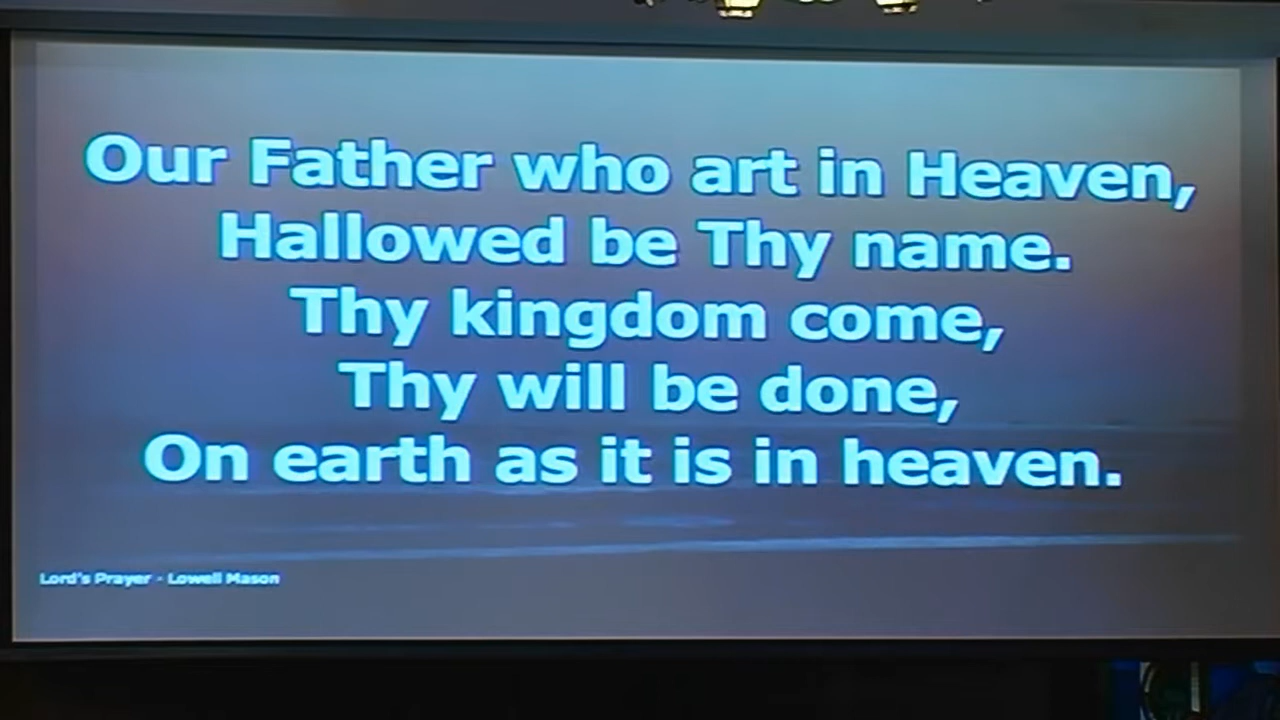 Our Father who art in Heaven,
Hallowed be Thy name.
Thy kingdom come,
Thy will be done,
On earth as it is in heaven.
Lord's Prayer - Lowell Mason